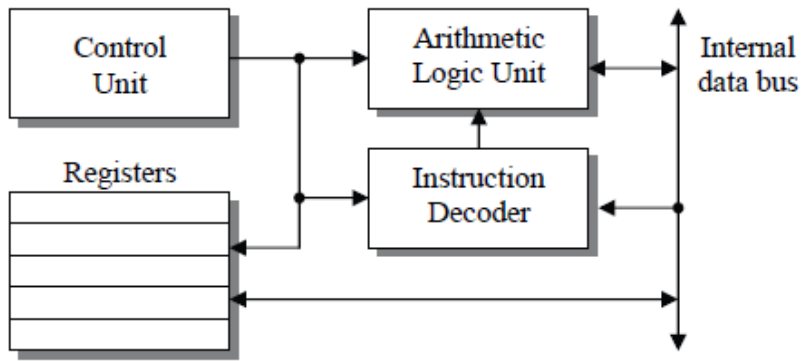 Control
Unit
Arithmetic
Logic Unit
Internal
data bus
Registers
Instruction
Decoder